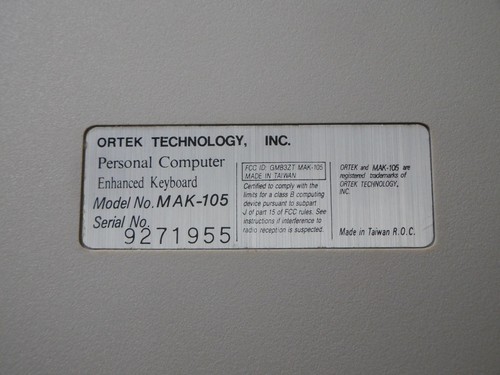 ORTEK TECHNOLOGY, INC.
Personal Computer
Enhanced Keyboard
Model No. MAK-105
Serial No.
9271955
FCC ID: GMB3ZT MAK-105
MADE IN TAIWAN
Certified to comply with the
limits for a class B computing
device pursuant to subpart
J of part 15 of FCC rules. See
instructions if interference to
radio reception is suspected.
ORTEK and MAK-105 are
registered trademarks of
ORTEK TECHNOLOGY,
INC.
Made in Taiwan R.O.C.